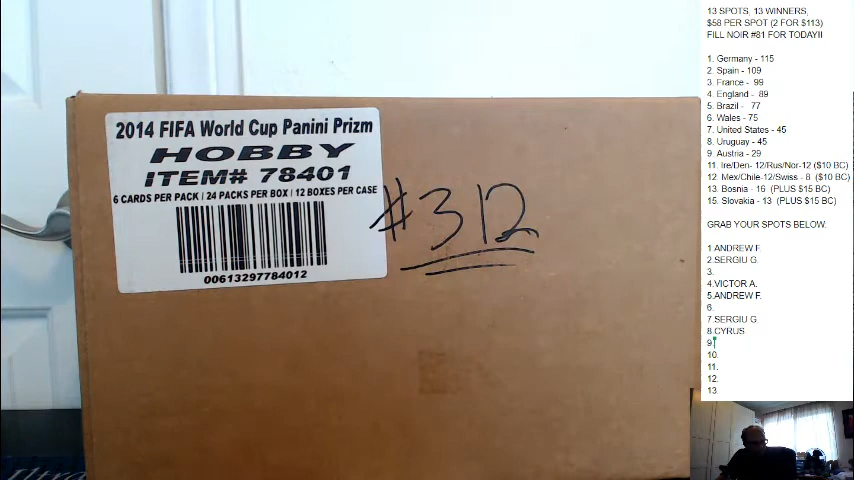 2014 FIFA World Cup Panini Prizm
HOBBY
ITEM# 78401
6 CARDS PER PACK | 24 PACKS PER BOX | 12 BOXES PER CASE
00613297784012
#312
13 SPOTS, 13 WINNERS,
$58 PER SPOT (2 FOR $113)
FILL NOIR #81 FOR TODAY!!
1. Germany - 115
2. Spain - 109
3. France - 99
4. England - 89
5. Brazil - 77
6. Wales - 75
7. United States - 45
8. Uruguay - 45
9. Austria - 29
11. Ire/Den- 12/Rus/Nor-12 ($10 BC)
12. Mex/Chile-12/Swiss - 8 ($10 BC)
13. Bosnia - 16 (PLUS $15 BC)
15. Slovakia - 13 (PLUS $15 BC)
GRAB YOUR SPOTS BELOW:
1 ANDREW F.
2.SERGIU G.
3.
4.VICTOR A.
5.ANDREW F.
6.
7.SERGIU G.
8.CYRUS
9
10.
11.
12.
13.
Ultra